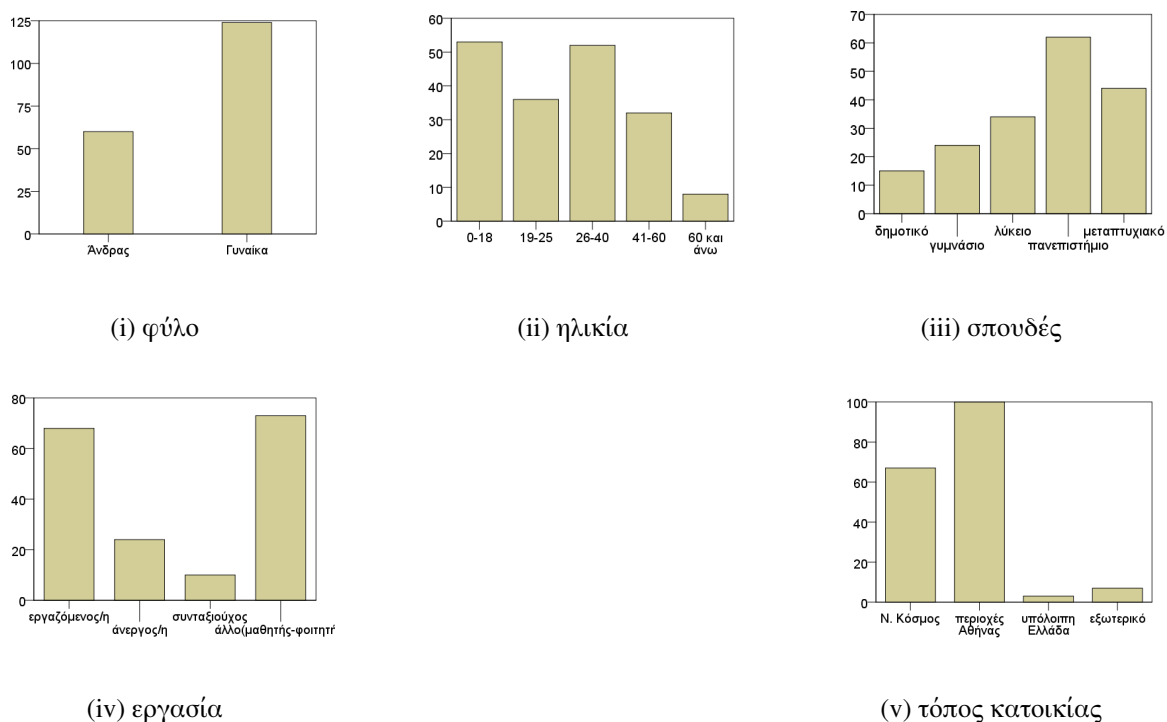 125
100
75
50
25
0
Άνδρας
Γυναίκα
(i) φύλο
60
50
40
30
20
10
0
0-18
19-25
26-40
41-60
60 και
άνω
(ii) ηλικία
70
60
50
40
30
20
10
0
δημοτικό
γυμνάσιο
λύκειο
πανεπιστήμιο
μεταπτυχιακό
(iii) σπουδές
80
60
40
20
0
εργαζόμενος/η
άνεργος/η
συνταξιούχος
άλλο(μαθητής-φοιτητή
(iv) εργασία
100
80
60
40
20
0
Ν. Κόσμος
περιοχές
Αθήνας
υπόλοιπη
Ελλάδα
εξωτερικό
(v) τόπος κατοικίας